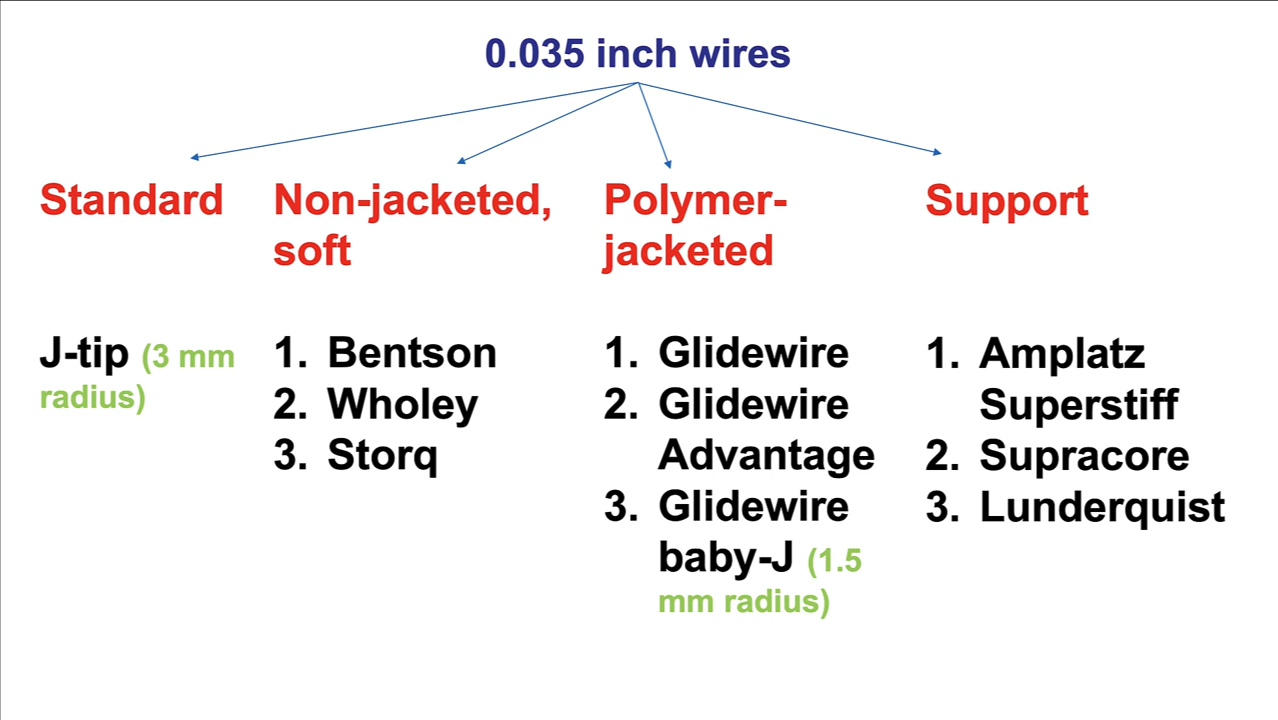 0.035 inch wires
Standard
Non-jacketed,
soft
Polymer-
jacketed
Support
J-tip (3 mm
radius)
1. Bentson
2. Wholey
3. Storq
1. Glidewire
2. Glidewire
Advantage
3. Glidewire
baby-J (1.5
mm radius)
1. Amplatz
Superstiff
2. Supracore
3. Lunderquist